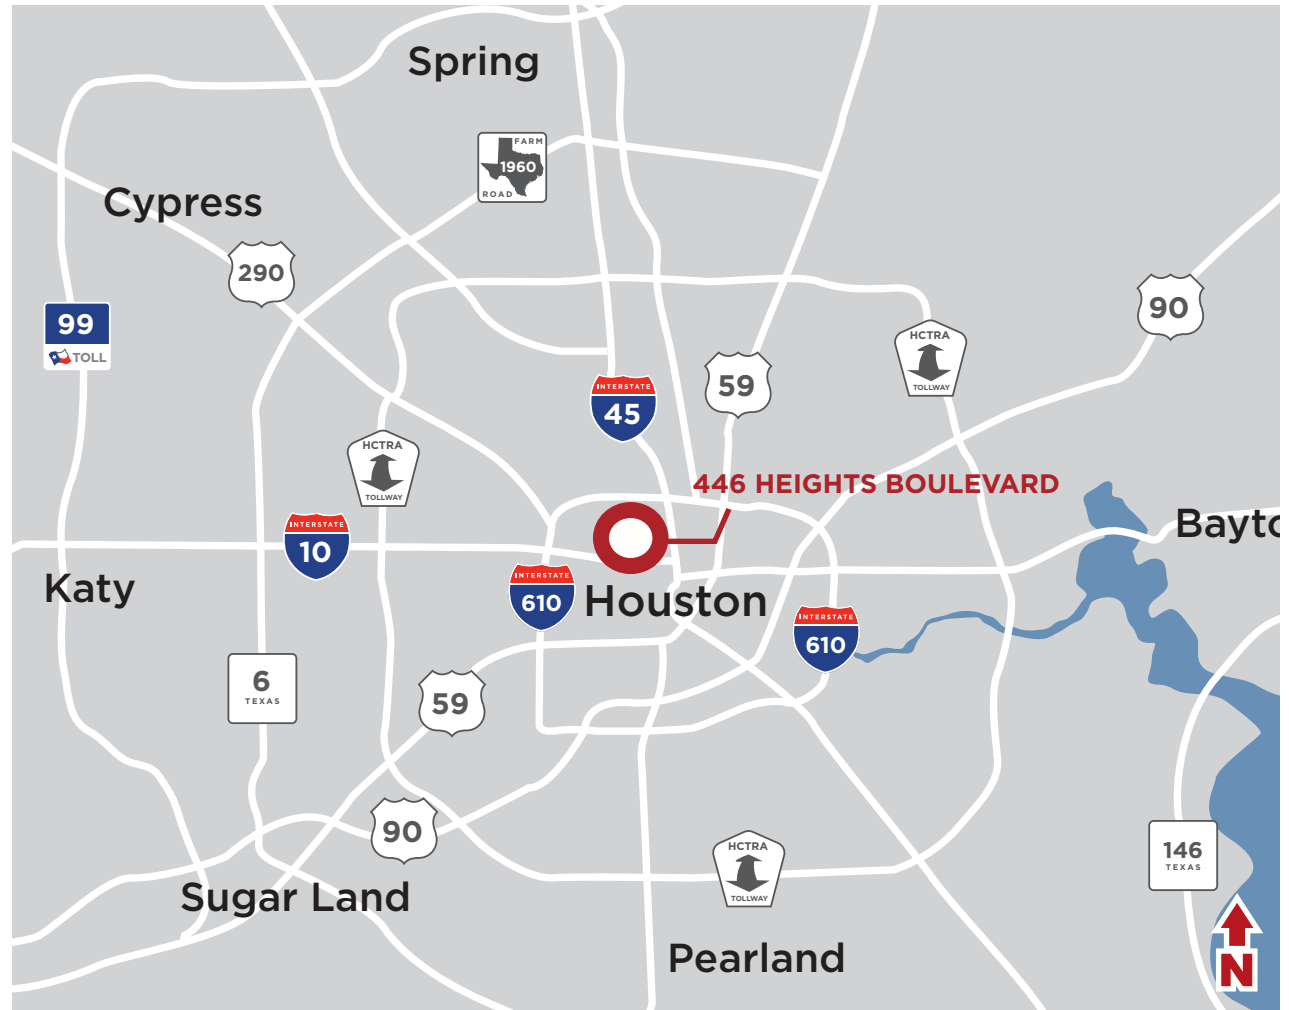 Spring
FARM
1960
ROAD
Cypress
290
99
TOLL
90
HCTRA
TOLLWAY
59
INTERSTATE
45
HCTRA
TOLLWAY
446 HEIGHTS BOULEVARD
INTERSTATE
10
Bayto
Katy
INTERSTATE
610
Houston
INTERSTATE
610
6
TEXAS
59
90
HCTRA
TOLLWAY
146
TEXAS
Sugar Land
Pearland
N